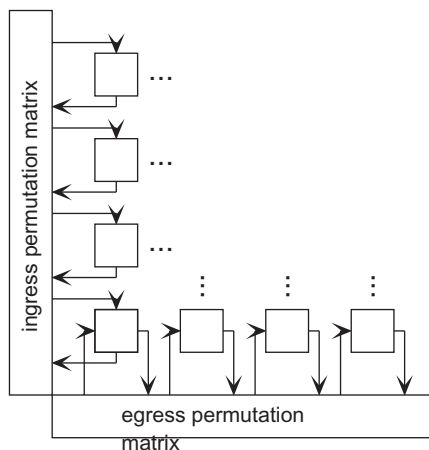 ingress permutation matrix
...
...
...
... ... ...
egress permutation
matrix